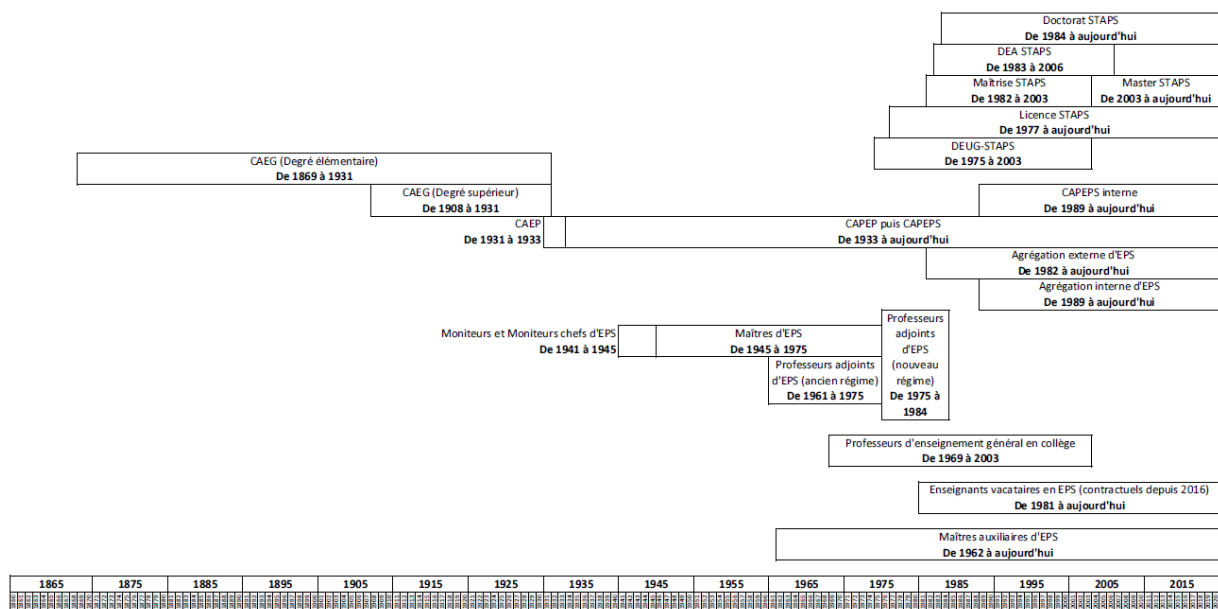 Doctorat STAPS
De 1984 à aujourd'hui
DEA STAPS
De 1983 à 2006
Maîtrise STAPS
De 1982 à 2003
Master STAPS
De 2003 à aujourd'hui
Licence STAPS
De 1977 à aujourd'hui
DEUG-STAPS
De 1975 à 2003
CAEG (Degré élémentaire)
De 1869 à 1931
CAEG (Degré supérieur)
De 1908 à 1931
CAPEPS interne
De 1989 à aujourd'hui
CAEP
De 1931 à 1933
CAPEP puis CAPEPS
De 1933 à aujourd'hui
Agrégation externe d'EPS
De 1982 à aujourd'hui
Agrégation interne d'EPS
De 1989 à aujourd'hui
Moniteurs et Moniteurs chefs d'EPS
De 1941 à 1945
Maîtres d'EPS
De 1945 à 1975
Professeurs adjoints
d'EPS (ancien régime)
De 1961 à 1975
Professeurs
adjoints
d'EPS
(nouveau
régime)
De 1975 à
1984
Professeurs d'enseignement général en collège
De 1969 à 2003
Enseignants vacataires en EPS (contractuels depuis 2016)
De 1981 à aujourd'hui
Maîtres auxiliaires d'EPS
De 1962 à aujourd'hui
1865 1875 1885 1895 1905 1915 1925 1935 1945 1955 1965 1975 1985 1995 2005 2015